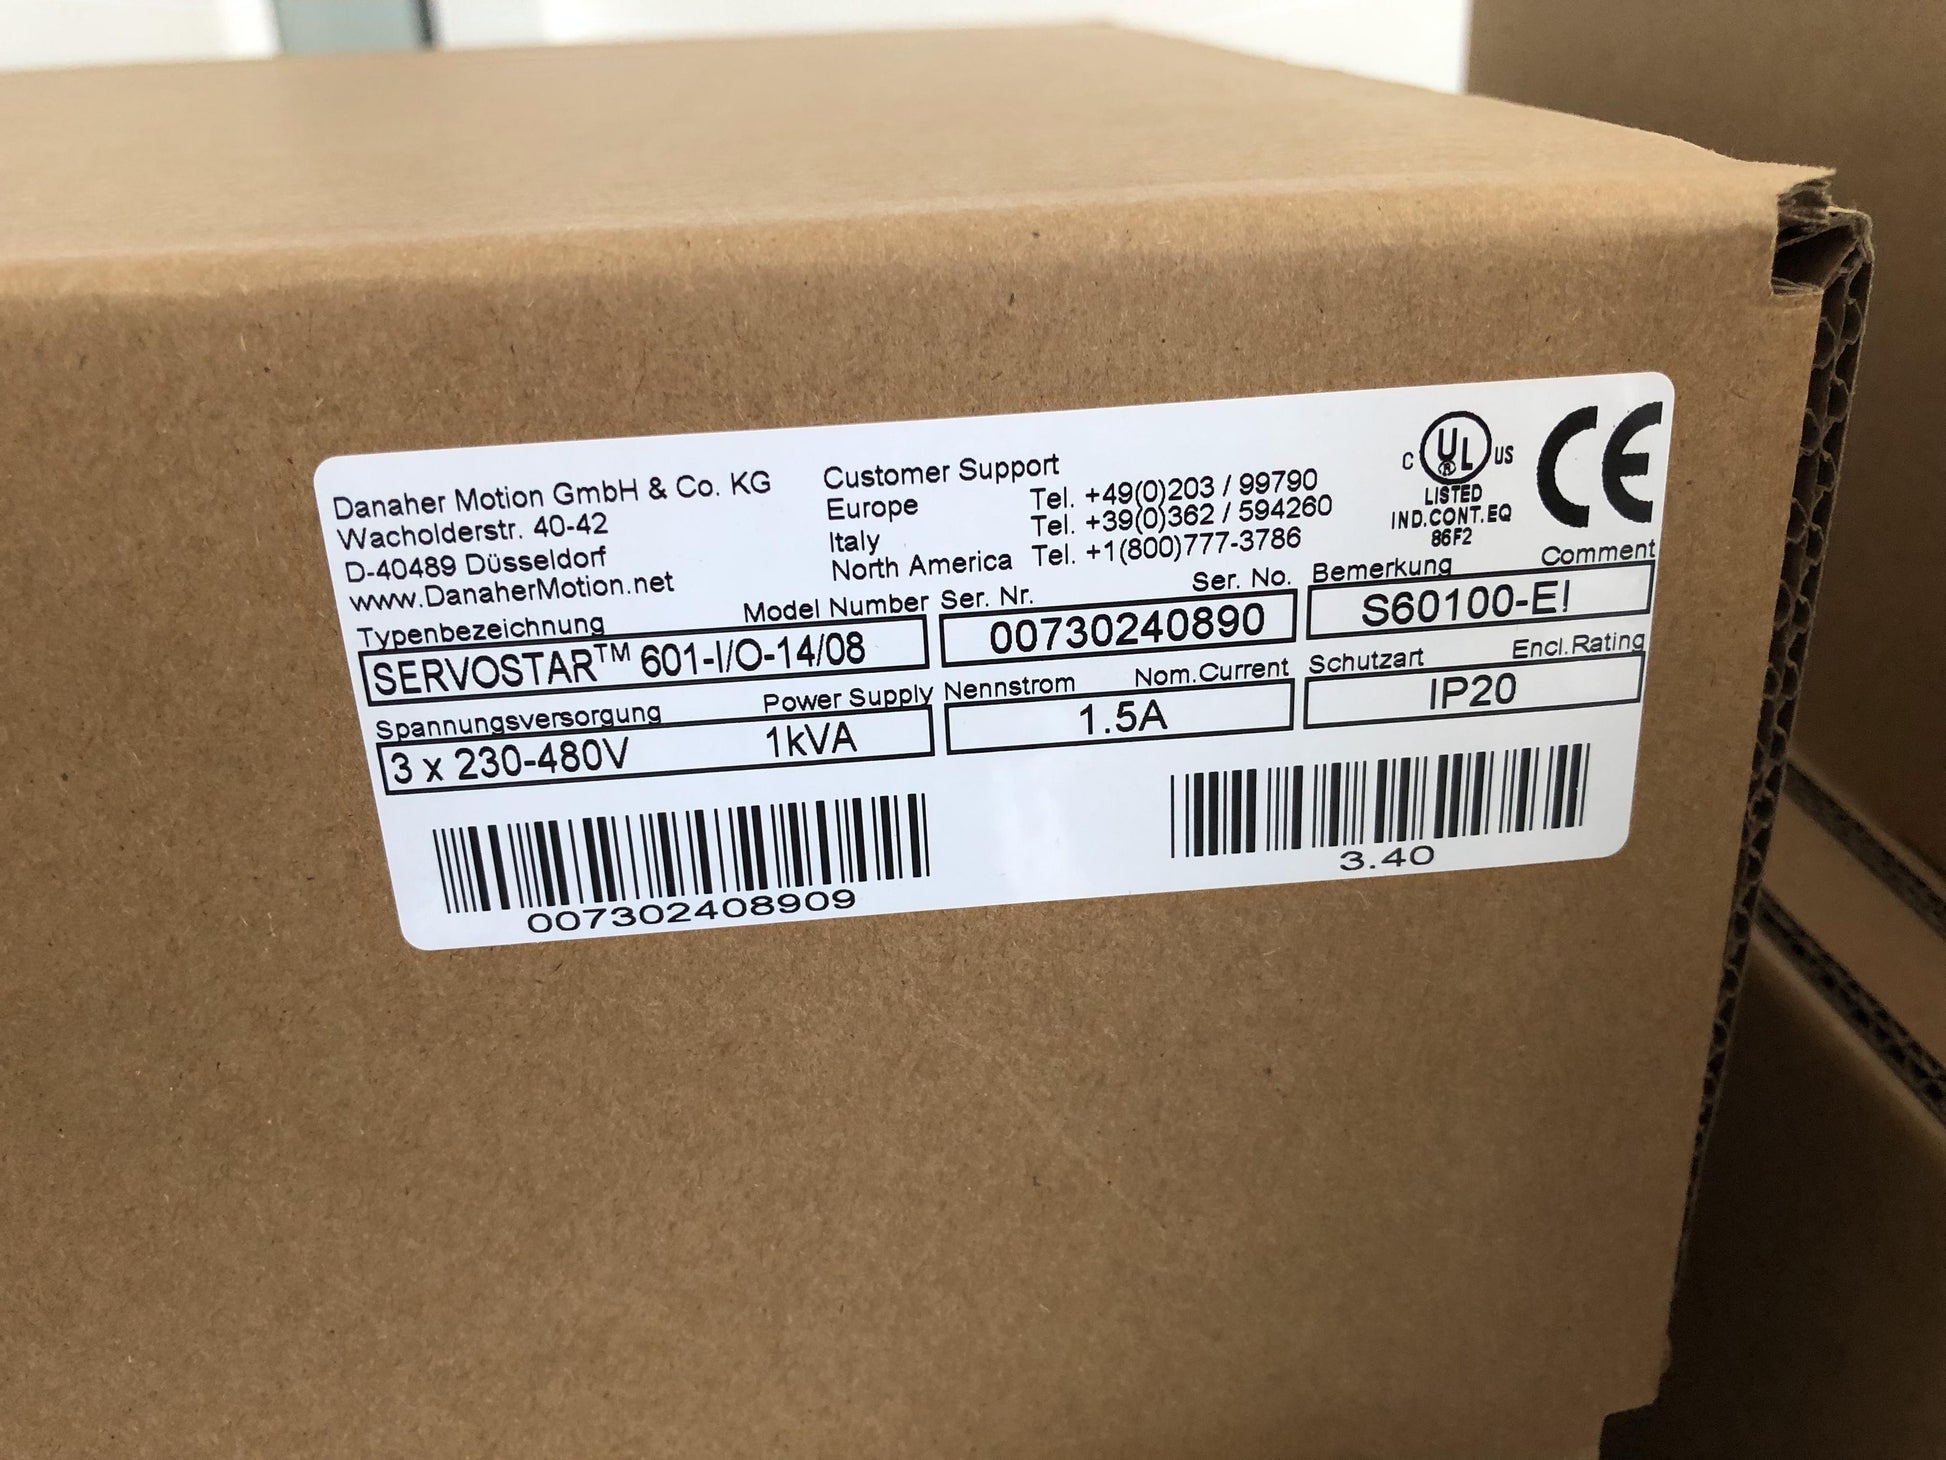 Danaher Motion GmbH & Co. KG
Wacholderstr. 40-42
D-40489 Düsseldorf
www.DanaherMotion.net
Customer Support
Europe Tel. +49(0)203 / 99790
Italy Tel. +39(0)362 / 594260
North America Tel. +1(800)777-3786
C UL ® US
LISTED
IND.CONT.EQ
86F2
CE
Typenbezeichnung Model Number
SERVOSTAR™ 601-I/O-14/08
Ser. Nr. Ser. No.
00730240890
Bemerkung Comment
S60100-E!
Spannungsversorgung Power Supply
3 x 230-480V 1kVA
Nennstrom Nom.Current
1.5A
Schutzart Encl.Rating
IP20
007302408909
3.40